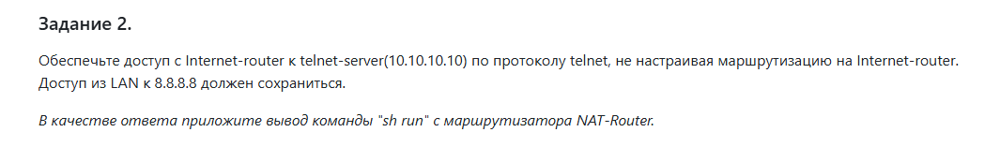 Задание 2.
Обеспечьте доступ с Internet-router к telnet-server(10.10.10.10) по протоколу telnet, не настраивая маршрутизацию на Internet-router.
Доступ из LAN к 8.8.8.8 должен сохраниться.
В качестве ответа приложите вывод команды "sh run" с маршрутизатора NAT-Router.